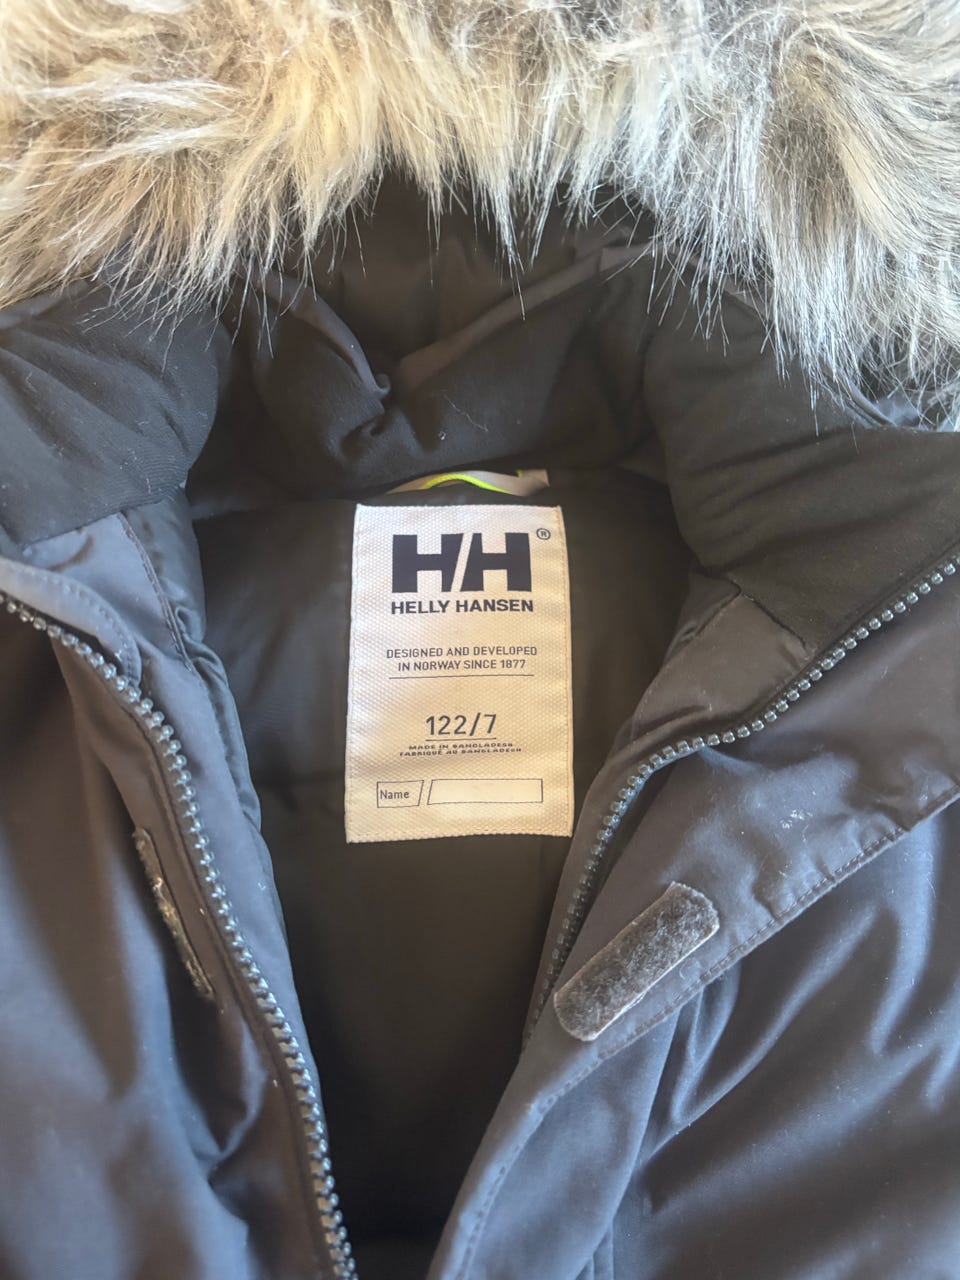 HH®
HELLY HANSEN
DESIGNED AND DEVELOPED
IN NORWAY SINCE 1877
122/7
MADE IN BANGLADESH
FABRIQUÉ AU BANGLADESH
Name